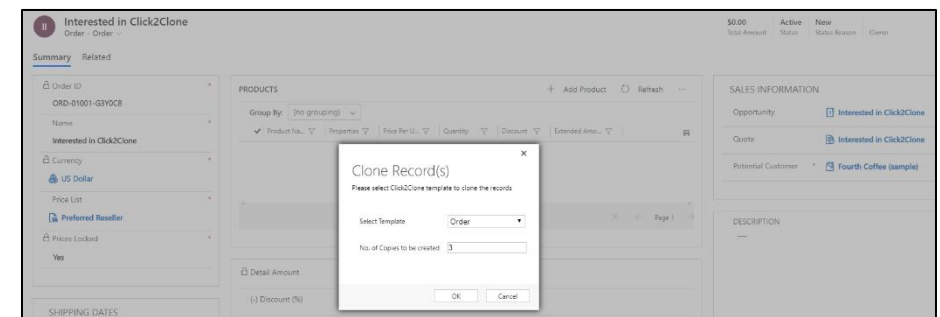 II
Interested in Click2Clone
Order - Order
$0.00 Active New
Total Amount Status Status Reason Owner
Summary Related
Order ID *
ORD-01001-G3Y0C8
Name *
Interested in Click2Clone
Currency *
US Dollar
Price List *
Preferred Reseller
Prices Locked *
Yes
SHIPPING DATES
PRODUCTS + Add Product Refresh ...
Group By: (no grouping)
Product Na... Properties Price Per U... Quantity Discount Extended Amo...
Clone Record(s)
Please select Click2Clone template to clone the records
Select Template Order
No. of Copies to be created 3
OK Cancel
Page 1
Detail Amount
(-) Discount (%)
SALES INFORMATION
Opportunity Interested in Click2Clone
Quote Interested in Click2Clone
Potential Customer * Fourth Coffee (sample)
DESCRIPTION
---